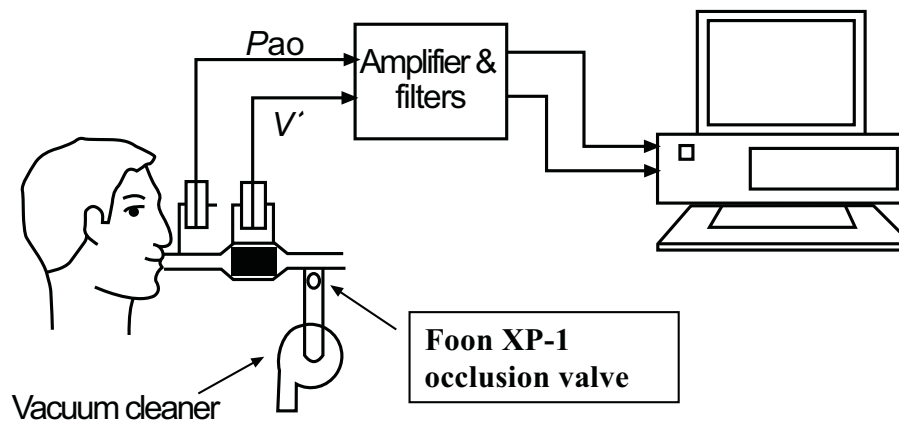 Pao
V´
Amplifier &
filters
Foon XP-1
occlusion valve
Vacuum cleaner